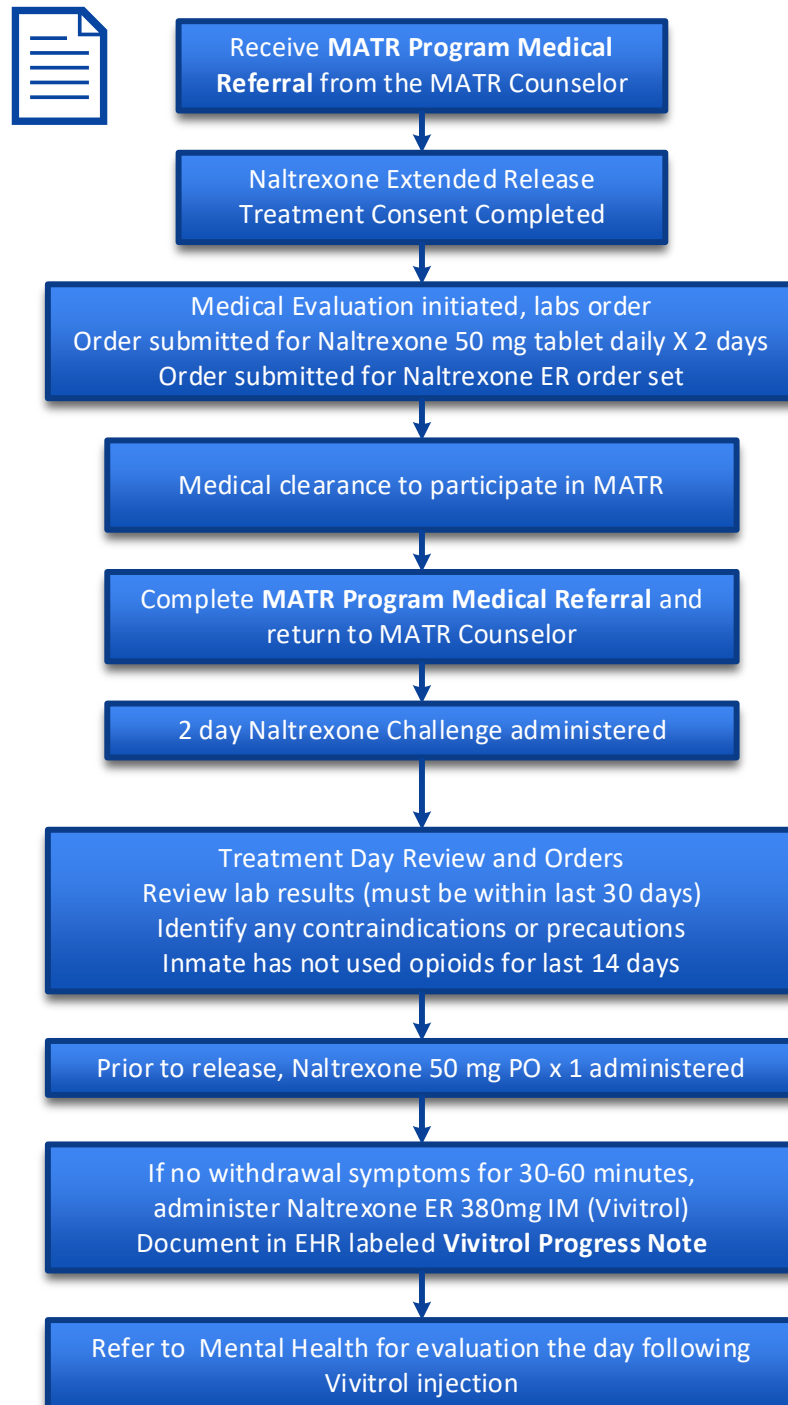 Receive MATR Program Medical
Referral from the MATR Counselor
Naltrexone Extended Release
Treatment Consent Completed
Medical Evaluation initiated, labs order
Order submitted for Naltrexone 50 mg tablet daily X 2 days
Order submitted for Naltrexone ER order set
Medical clearance to participate in MATR
Complete MATR Program Medical Referral and
return to MATR Counselor
2 day Naltrexone Challenge administered
Treatment Day Review and Orders
Review lab results (must be within last 30 days)
Identify any contraindications or precautions
Inmate has not used opioids for last 14 days
Prior to release, Naltrexone 50 mg PO x 1 administered
If no withdrawal symptoms for 30-60 minutes,
administer Naltrexone ER 380mg IM (Vivitrol)
Document in EHR labeled Vivitrol Progress Note
Refer to  Mental Health for evaluation the day following
Vivitrol injection